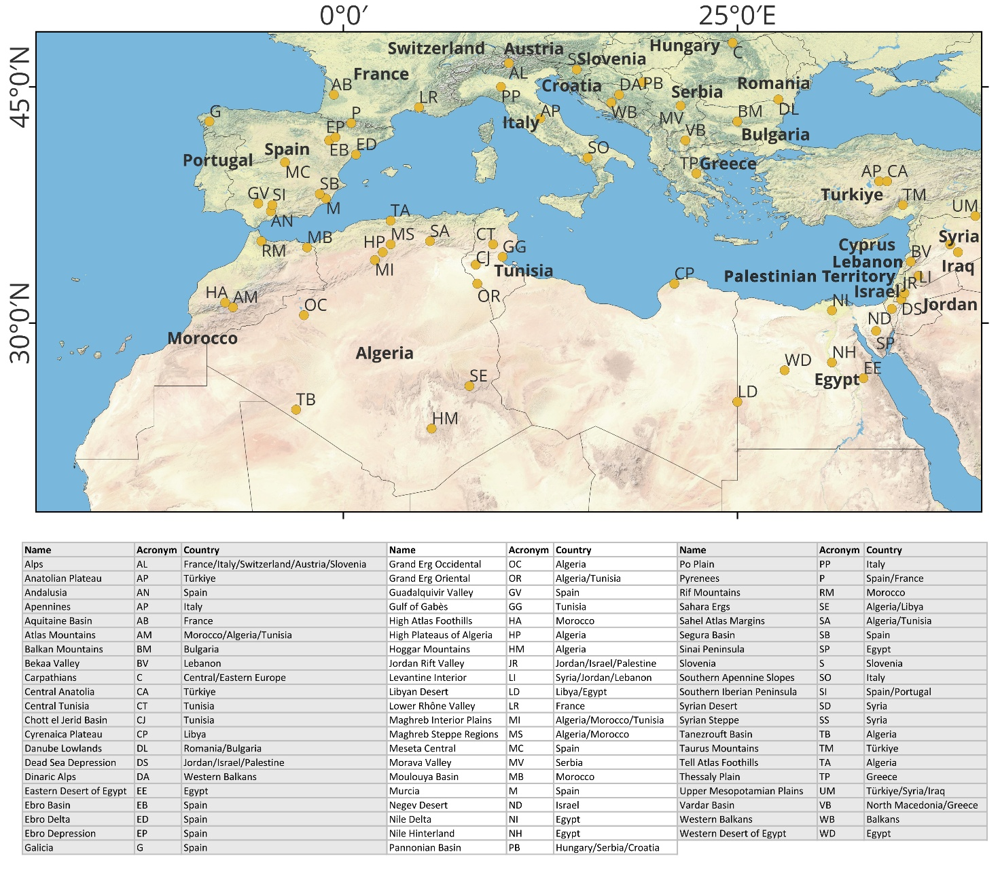 0°0′ 25°0′E
45°0′N
30°0′N
Switzerland Austria Hungary
C
S Slovenia
France AL
AB Croatia DA PB Serbia Romania
LR PP WB
G P AP MV BM DL
Italy
EP VB Bulgaria
Spain EB ED SO
Portugal TP Greece
MC AP CA
GV SI SB Turkiye TM
M UM
AN TA
RM MB HP MS SA CT Syria
GG Cyprus BV
MI CJ Lebanon Iraq
Tunisia CP Palestinian Territory LI
HA AM OR JR
Israel
OC NI DS Jordan
ND
Morocco SP
Algeria NH
WD EE
SE Egypt
TB LD
HM
Name Acronym Country Name Acronym Country Name Acronym Country
Alps AL France/Italy/Switzerland/Austria/Slovenia Grand Erg Occidental OC Algeria Po Plain PP Italy
Anatolian Plateau AP Türkiye Grand Erg Oriental OR Algeria/Tunisia Pyrenees P Spain/France
Andalusia AN Spain Guadalquivir Valley GV Spain Rif Mountains RM Morocco
Apennines AP Italy Gulf of Gabès GG Tunisia Sahara Ergs SE Algeria/Libya
Aquitaine Basin AB France High Atlas Foothills HA Morocco Sahel Atlas Margins SA Algeria/Tunisia
Atlas Mountains AM Morocco/Algeria/Tunisia High Plateaus of Algeria HP Algeria Segura Basin SB Spain
Balkan Mountains BM Bulgaria Hoggar Mountains HM Algeria Sinai Peninsula SP Egypt
Bekaa Valley BV Lebanon Jordan Rift Valley JR Jordan/Israel/Palestine Slovenia S Slovenia
Carpathians C Central/Eastern Europe Levantine Interior LI Syria/Jordan/Lebanon Southern Apennine Slopes SO Italy
Central Anatolia CA Türkiye Libyan Desert LD Libya/Egypt Southern Iberian Peninsula SI Spain/Portugal
Central Tunisia CT Tunisia Lower Rhône Valley LR France Syrian Desert SD Syria
Chott el Jerid Basin CJ Tunisia Maghreb Interior Plains MI Algeria/Morocco/Tunisia Syrian Steppe SS Syria
Cyrenaica Plateau CP Libya Maghreb Steppe Regions MS Algeria/Morocco Tanezrouft Basin TB Algeria
Danube Lowlands DL Romania/Bulgaria Meseta Central MC Spain Taurus Mountains TM Türkiye
Dead Sea Depression DS Jordan/Israel/Palestine Morava Valley MV Serbia Tell Atlas Foothills TA Algeria
Dinaric Alps DA Western Balkans Moulouya Basin MB Morocco Thessaly Plain TP Greece
Eastern Desert of Egypt EE Egypt Murcia M Spain Upper Mesopotamian Plains UM Türkiye/Syria/Iraq
Ebro Basin EB Spain Negev Desert ND Israel Vardar Basin VB North Macedonia/Greece
Ebro Delta ED Spain Nile Delta NI Egypt Western Balkans WB Balkans
Ebro Depression EP Spain Nile Hinterland NH Egypt Western Desert of Egypt WD Egypt
Galicia G Spain Pannonian Basin PB Hungary/Serbia/Croatia